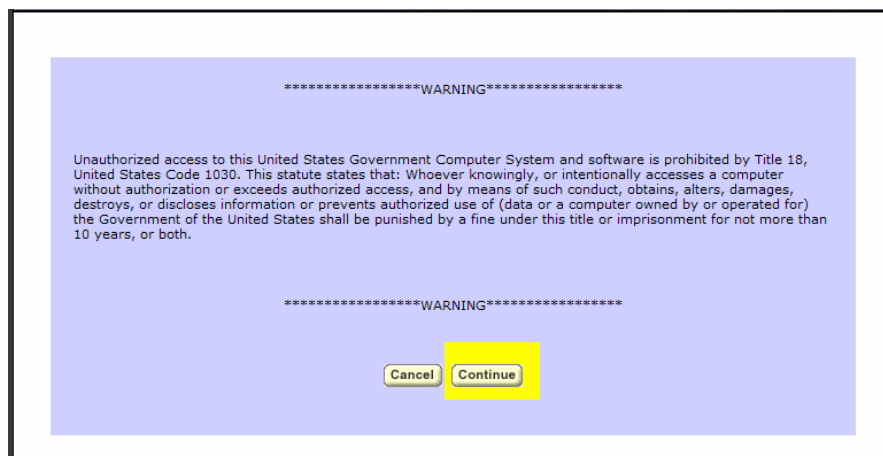 *****************WARNING*****************
Unauthorized access to this United States Government Computer System and software is prohibited by Title 18,
United States Code 1030. This statute states that: Whoever knowingly, or intentionally accesses a computer
without authorization or exceeds authorized access, and by means of such conduct, obtains, alters, damages,
destroys, or discloses information or prevents authorized use of (data or a computer owned by or operated for)
the Government of the United States shall be punished by a fine under this title or imprisonment for not more than
10 years, or both.
*****************WARNING*****************
Cancel Continue